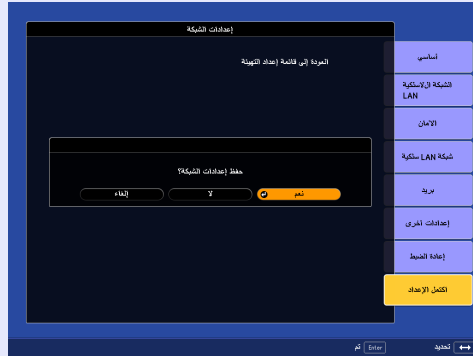 إعدادات الشبكة
العودة إلى قائمة إعداد التهيئة
حفظ إعدادات الشبكة؟
نعم
لا
إلغاء
أساسي
الشبكة اللاسلكية
LAN
الأمان
شبكة LAN سلكية
بريد
إعدادات أخرى
إعادة الضبط
اكتمل الإعداد
تحديد
Enter تم